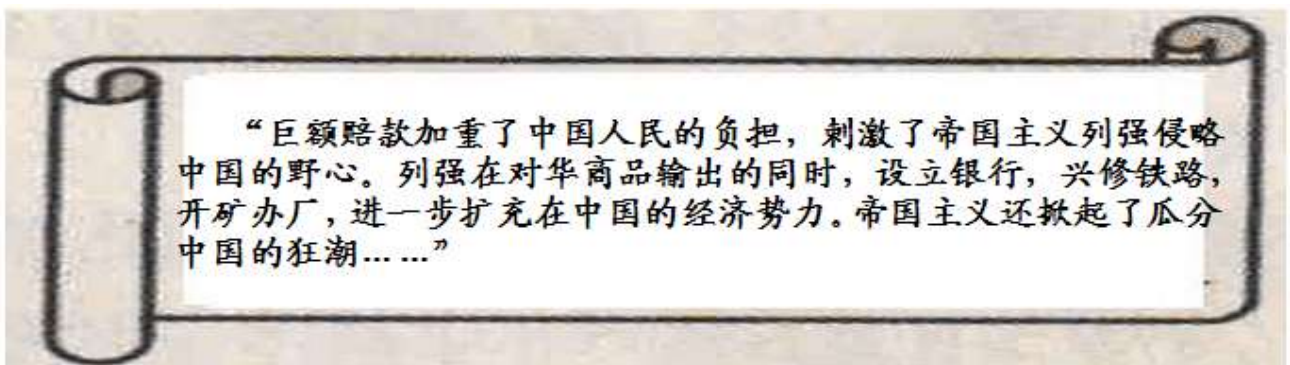 “巨额赔款加重了中国人民的负担，刺激了帝国主义列强侵略
中国的野心。列强在对华商品输出的同时，设立银行，兴修铁路，
开矿办厂，进一步扩充在中国的经济势力。帝国主义还掀起了瓜分
中国的狂潮... ...”